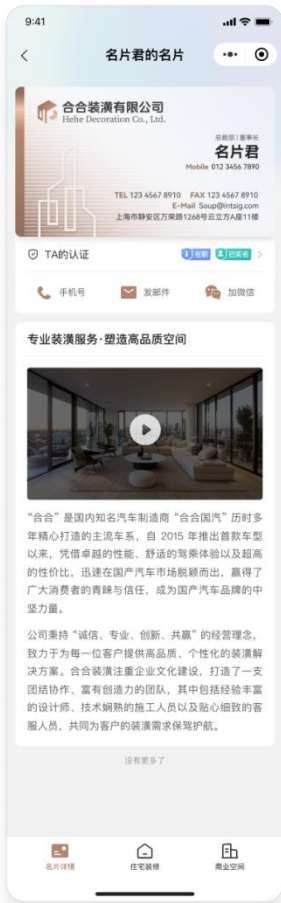 9:41
名片君的名片
合合装潢有限公司
Hehe Decoration Co., Ltd.
总裁部 | 董事长
名片君
Mobile 012 3456 7890
TEL 123 4567 8910 FAX 123 4567 8910
E-Mail Soup@intsig.com
上海市静安区万荣路1268号云立方A座11楼
TA的认证 在职 已实名
手机号 发邮件 加微信
专业装潢服务·塑造高品质空间
“合合”是国内知名汽车制造商“合合国汽”历时多
年精心打造的主流车系，自 2015 年推出首款车型
以来，凭借卓越的性能、舒适的驾乘体验以及超高
的性价比，迅速在国产汽车市场脱颖而出，赢得了
广大消费者的青睐与信任，成为国产汽车品牌的中
坚力量。
公司秉持“诚信、专业、创新、共赢”的经营理念，
致力于为每一位客户提供高品质、个性化的装潢解
决方案。合合装潢注重企业文化建设，打造了一支
团结协作、富有创造力的团队，其中包括经验丰富
的设计师、技术娴熟的施工人员以及贴心细致的客
服人员，共同为客户的装潢需求保驾护航。
没有更多了
名片详情 住宅装修 商业空间